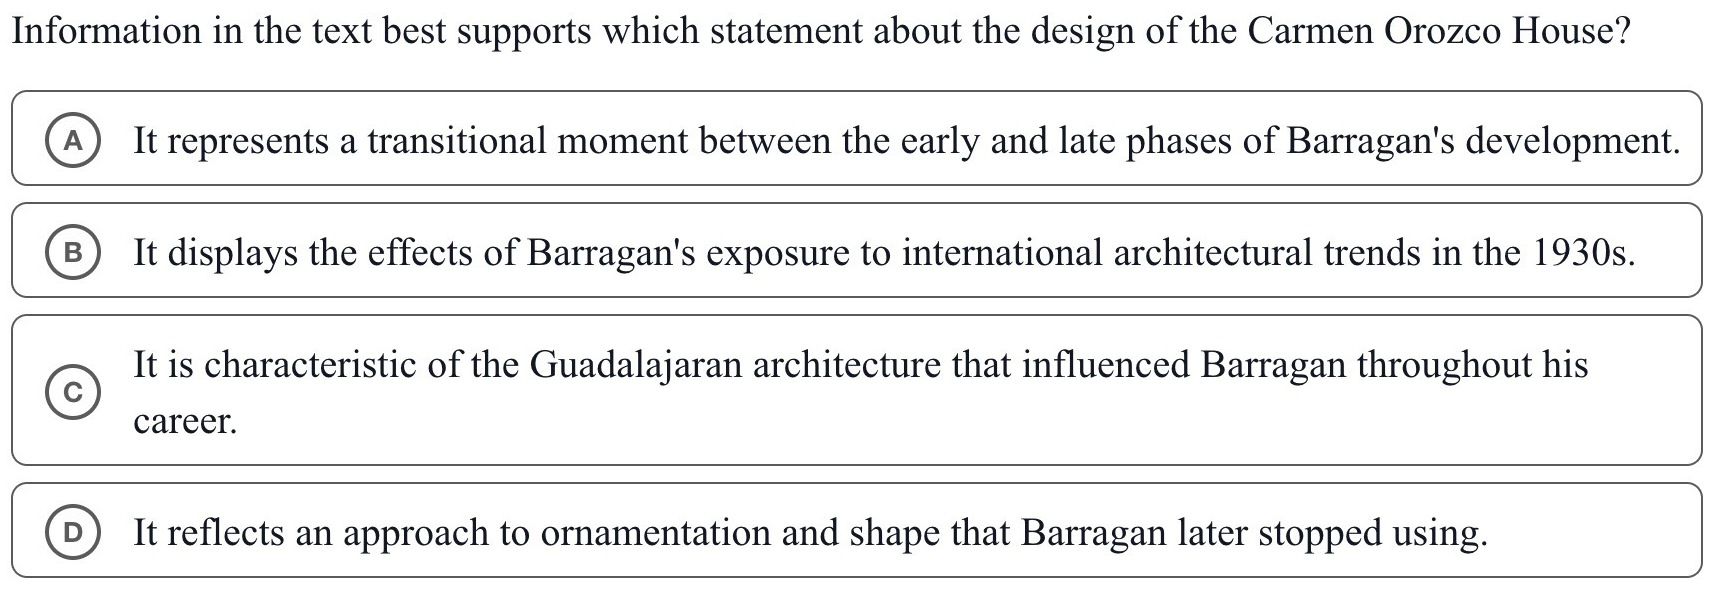 Information in the text best supports which statement about the design of the Carmen Orozco House?
A It represents a transitional moment between the early and late phases of Barragan's development.
B It displays the effects of Barragan's exposure to international architectural trends in the 1930s.
C It is characteristic of the Guadalajaran architecture that influenced Barragan throughout his
career.
D It reflects an approach to ornamentation and shape that Barragan later stopped using.